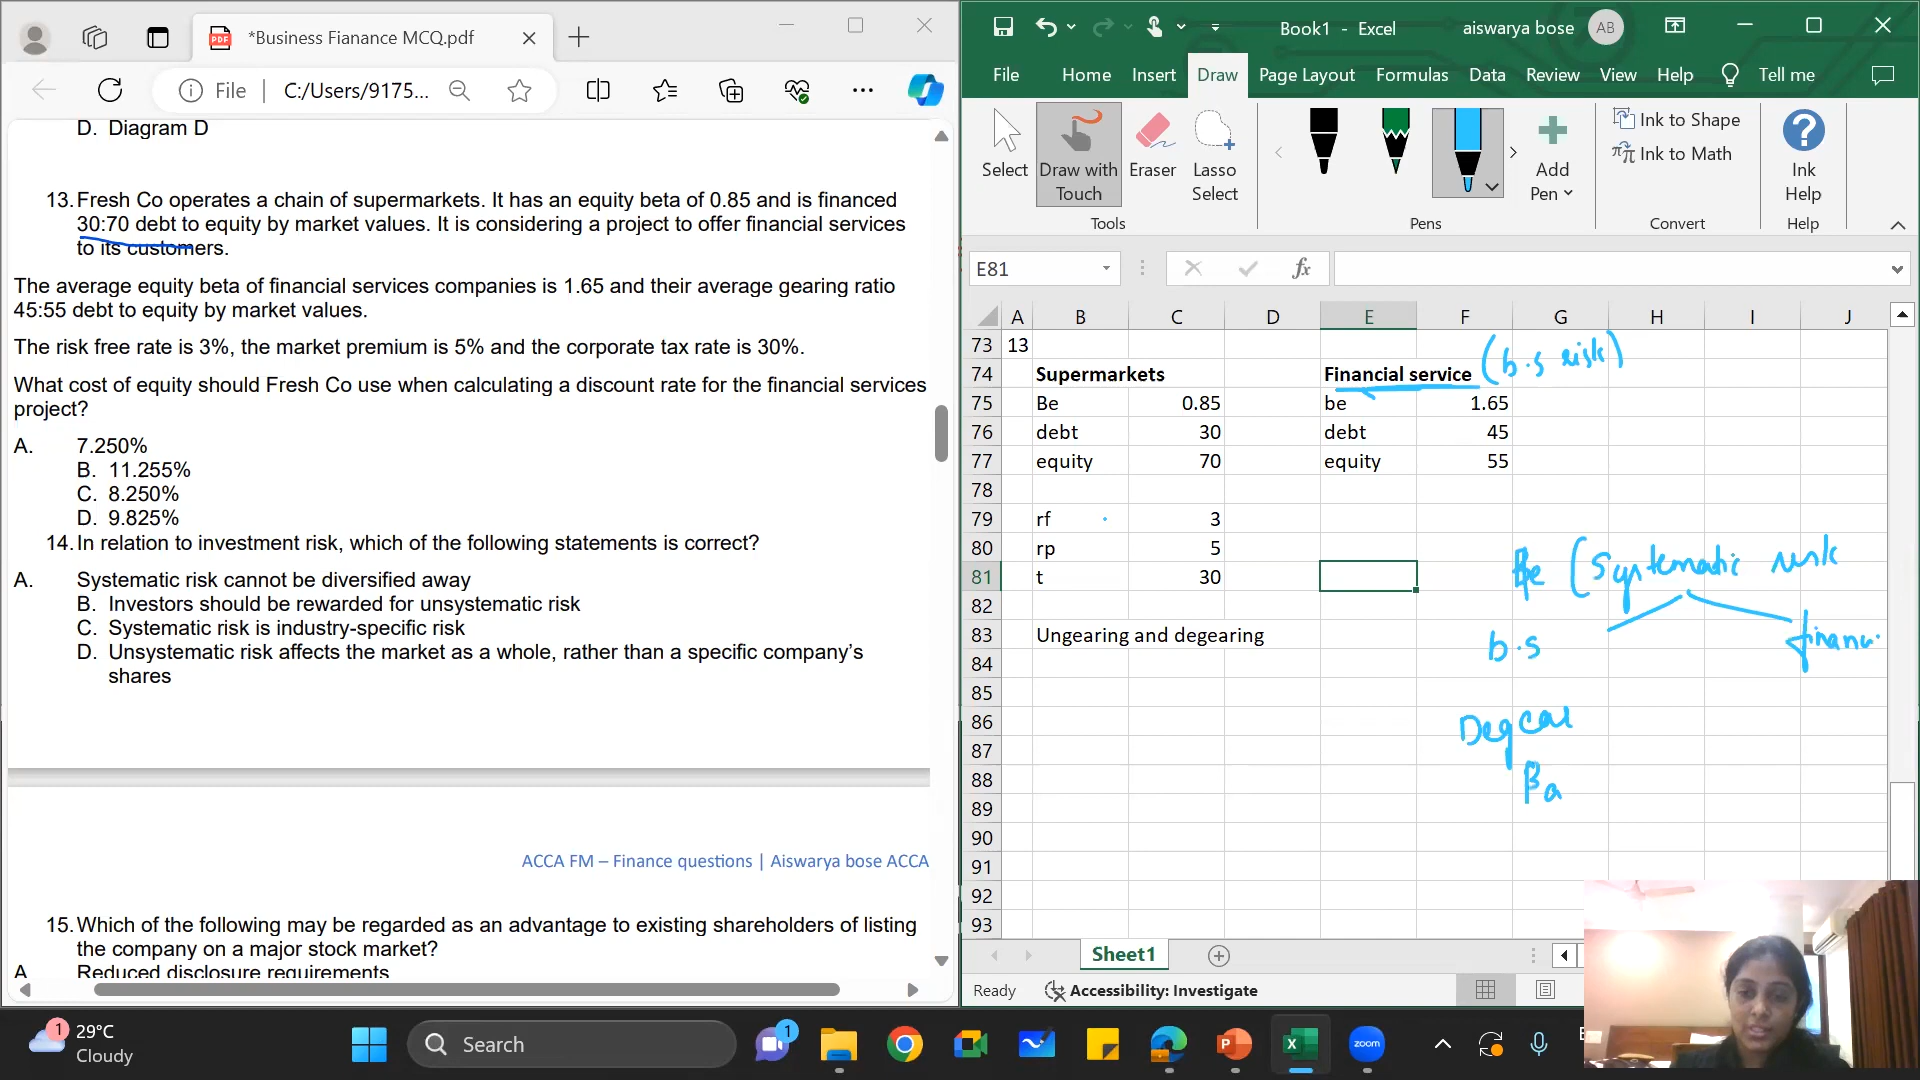 *Business Fianance MCQ.pdf
File
C:/Users/9175...
D. Diagram D
13. Fresh Co operates a chain of supermarkets. It has an equity beta of 0.85 and is financed
30:70 debt to equity by market values. It is considering a project to offer financial services
to its customers.
The average equity beta of financial services companies is 1.65 and their average gearing ratio
45:55 debt to equity by market values.
The risk free rate is 3%, the market premium is 5% and the corporate tax rate is 30%.
What cost of equity should Fresh Co use when calculating a discount rate for the financial services
project?
A. 7.250%
B. 11.255%
C. 8.250%
D. 9.825%
14. In relation to investment risk, which of the following statements is correct?
A. Systematic risk cannot be diversified away
B. Investors should be rewarded for unsystematic risk
C. Systematic risk is industry-specific risk
D. Unsystematic risk affects the market as a whole, rather than a specific company's
shares
ACCA FM – Finance questions | Aiswarya bose ACCA
15. Which of the following may be regarded as an advantage to existing shareholders of listing
the company on a major stock market?
A Reduced disclosure requirements
Book1 - Excel
aiswarya bose
AB
File Home Insert Draw Page Layout Formulas Data Review View Help Tell me
Select
Draw with
Touch
Eraser
Lasso
Select
Tools
Add
Pen
Pens
Ink to Shape
Ink to Math
Convert
Ink
Help
Help
E81
fx
A B C D E F G H I J
73 13
(b.s risk)
74 Supermarkets Financial service
75 Be 0.85 be 1.65
76 debt 30 debt 45
77 equity 70 equity 55
78
79 rf 3
80 rp 5
81 t 30
Be (Systematic risk
82
83 Ungearing and degearing
b.s
84
85
86
87
Ba
88
89
90
91
92
93
Sheet1
Ready
Accessibility: Investigate
1
29°C
Cloudy
Search
1
zoom